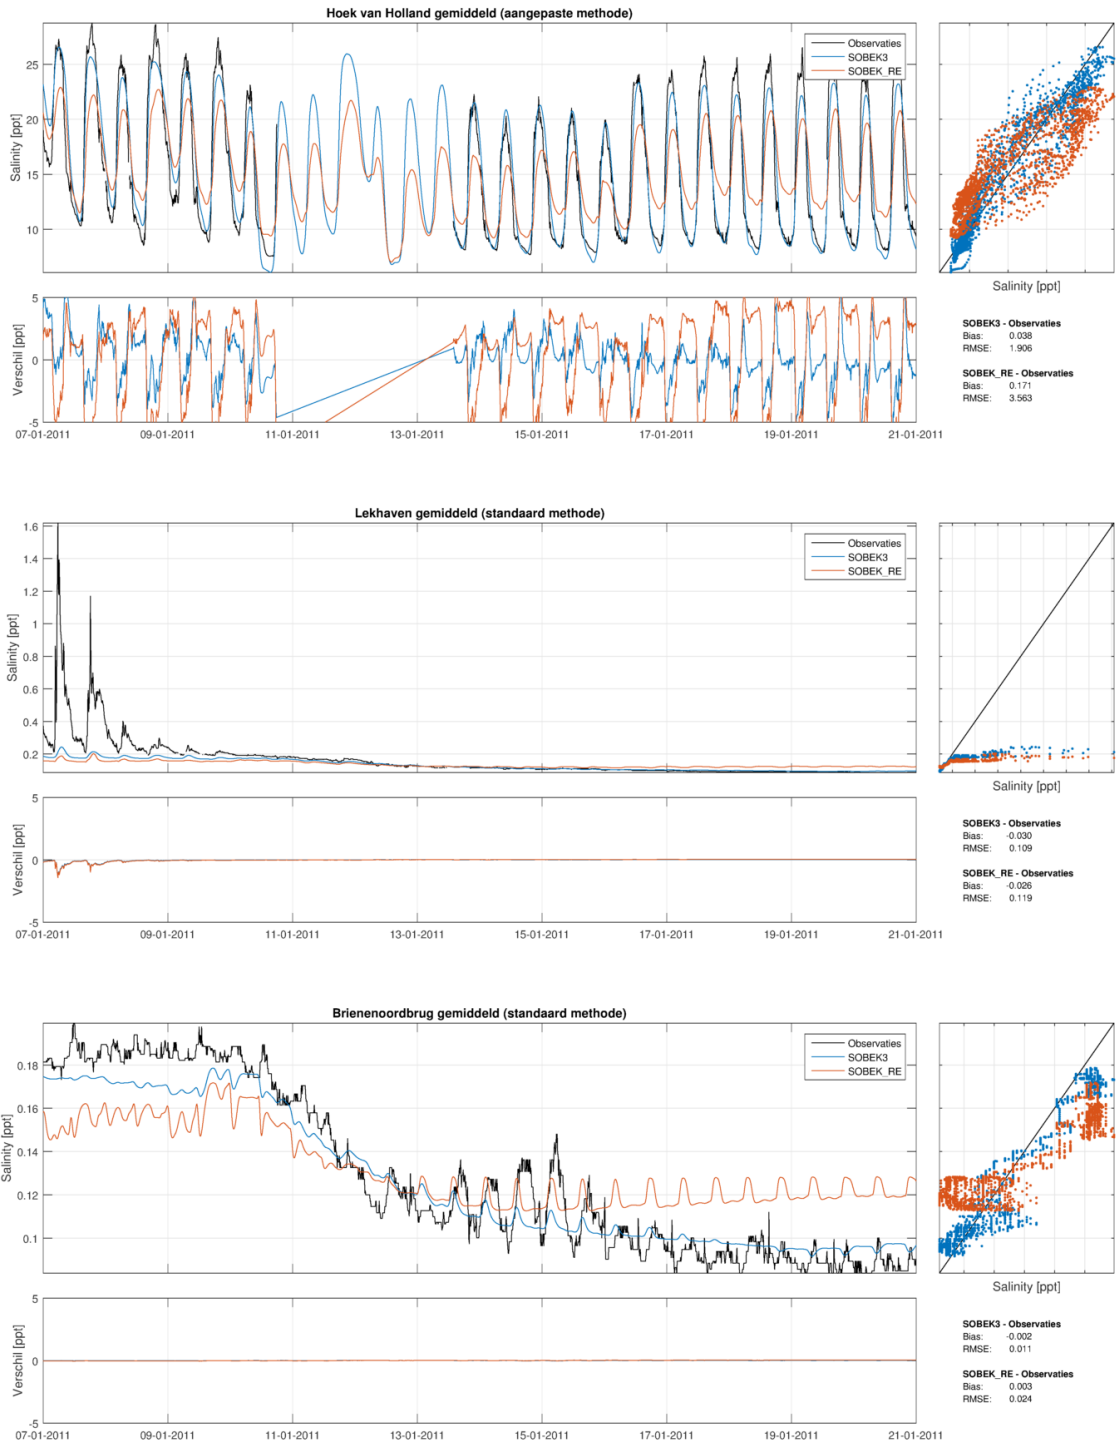 Hoek van Holland gemiddeld (aangepaste methode)
Salinity [ppt]
25
20
15
10
Observaties
SOBEK3
SOBEK_RE
Salinity [ppt]
Verschil [ppt]
5
0
-5
07-01-2011 09-01-2011 11-01-2011 13-01-2011 15-01-2011 17-01-2011 19-01-2011 21-01-2011
SOBEK3 - Observaties
Bias: 0.038
RMSE: 1.906
SOBEK_RE - Observaties
Bias: 0.171
RMSE: 3.563
Lekhaven gemiddeld (standaard methode)
Salinity [ppt]
1.6
1.4
1.2
1
0.8
0.6
0.4
0.2
Observaties
SOBEK3
SOBEK_RE
Salinity [ppt]
Verschil [ppt]
5
0
-5
07-01-2011 09-01-2011 11-01-2011 13-01-2011 15-01-2011 17-01-2011 19-01-2011 21-01-2011
SOBEK3 - Observaties
Bias: -0.030
RMSE: 0.109
SOBEK_RE - Observaties
Bias: -0.026
RMSE: 0.119
Brienenoordbrug gemiddeld (standaard methode)
Salinity [ppt]
0.18
0.16
0.14
0.12
0.1
Observaties
SOBEK3
SOBEK_RE
Salinity [ppt]
Verschil [ppt]
5
0
-5
07-01-2011 09-01-2011 11-01-2011 13-01-2011 15-01-2011 17-01-2011 19-01-2011 21-01-2011
SOBEK3 - Observaties
Bias: -0.002
RMSE: 0.011
SOBEK_RE - Observaties
Bias: 0.003
RMSE: 0.024